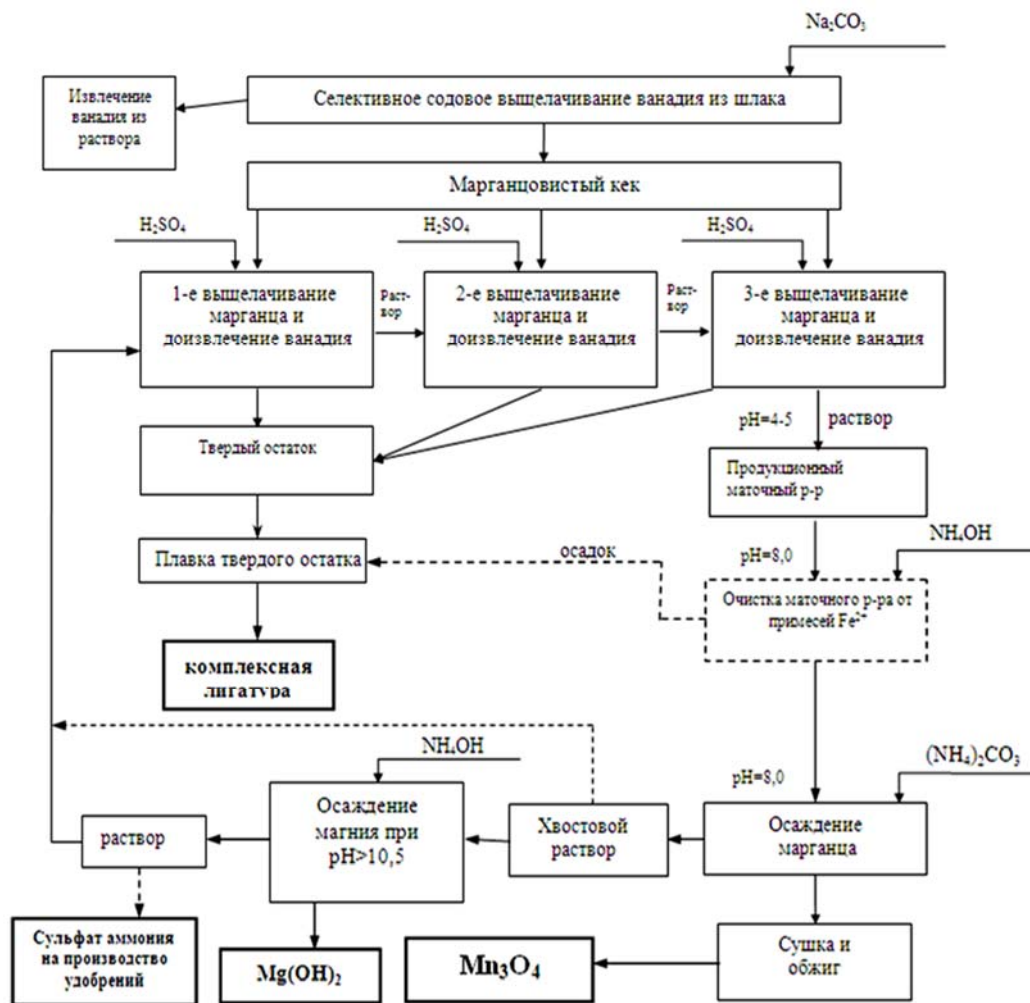 Na₂CO₃
Извлечение
ванадия из
раствора
Селективное содовое выщелачивание ванадия из шлака
Марганцовистый кек
H₂SO₄
H₂SO₄
H₂SO₄
1-е выщелачивание
марганца и
доизвлечение ванадия
Раст-
вор
2-е выщелачивание
марганца и
доизвлечение ванадия
Раст-
вор
3-е выщелачивание
марганца и
доизвлечение ванадия
pH=4-5
раствор
Твердый остаток
Продукционный
маточный р-р
Плавка твердого остатка
осадок
pH=8,0
NH₄OH
Очистка маточного р-ра от
примесей Fe²⁺
комплексная
лигатура
NH₄OH
pH=8,0
(NH₄)₂CO₃
раствор
Осаждение
магния при
pH>10,5
Хвостовой
раствор
Осаждение
марганца
Сульфат аммония
на производство
удобрений
Mg(OH)₂
Mn₃O₄
Сушка и
обжиг